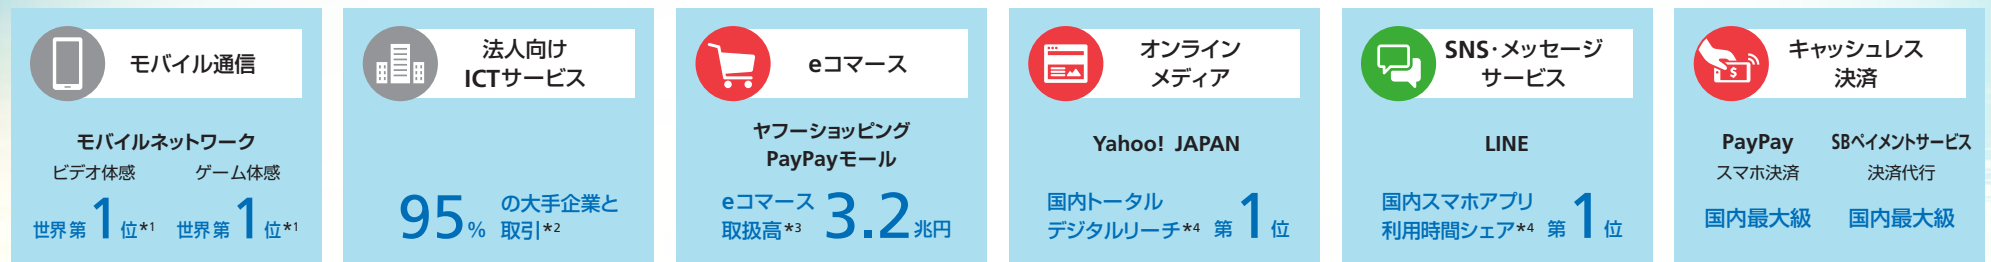 モバイル通信
モバイルネットワーク
ビデオ体感 ゲーム体感
世界第1位*1 世界第1位*1
法人向け
ICTサービス
95%の大手企業と
取引*2
eコマース
ヤフーショッピング
PayPayモール
eコマース
取扱高*3 3.2兆円
オンライン
メディア
Yahoo! JAPAN
国内トータル
デジタルリーチ*4 第1位
SNS・メッセージ
サービス
LINE
国内スマホアプリ
利用時間シェア*4 第1位
キャッシュレス
決済
PayPay SBペイメントサービス
スマホ決済 決済代行
国内最大級 国内最大級